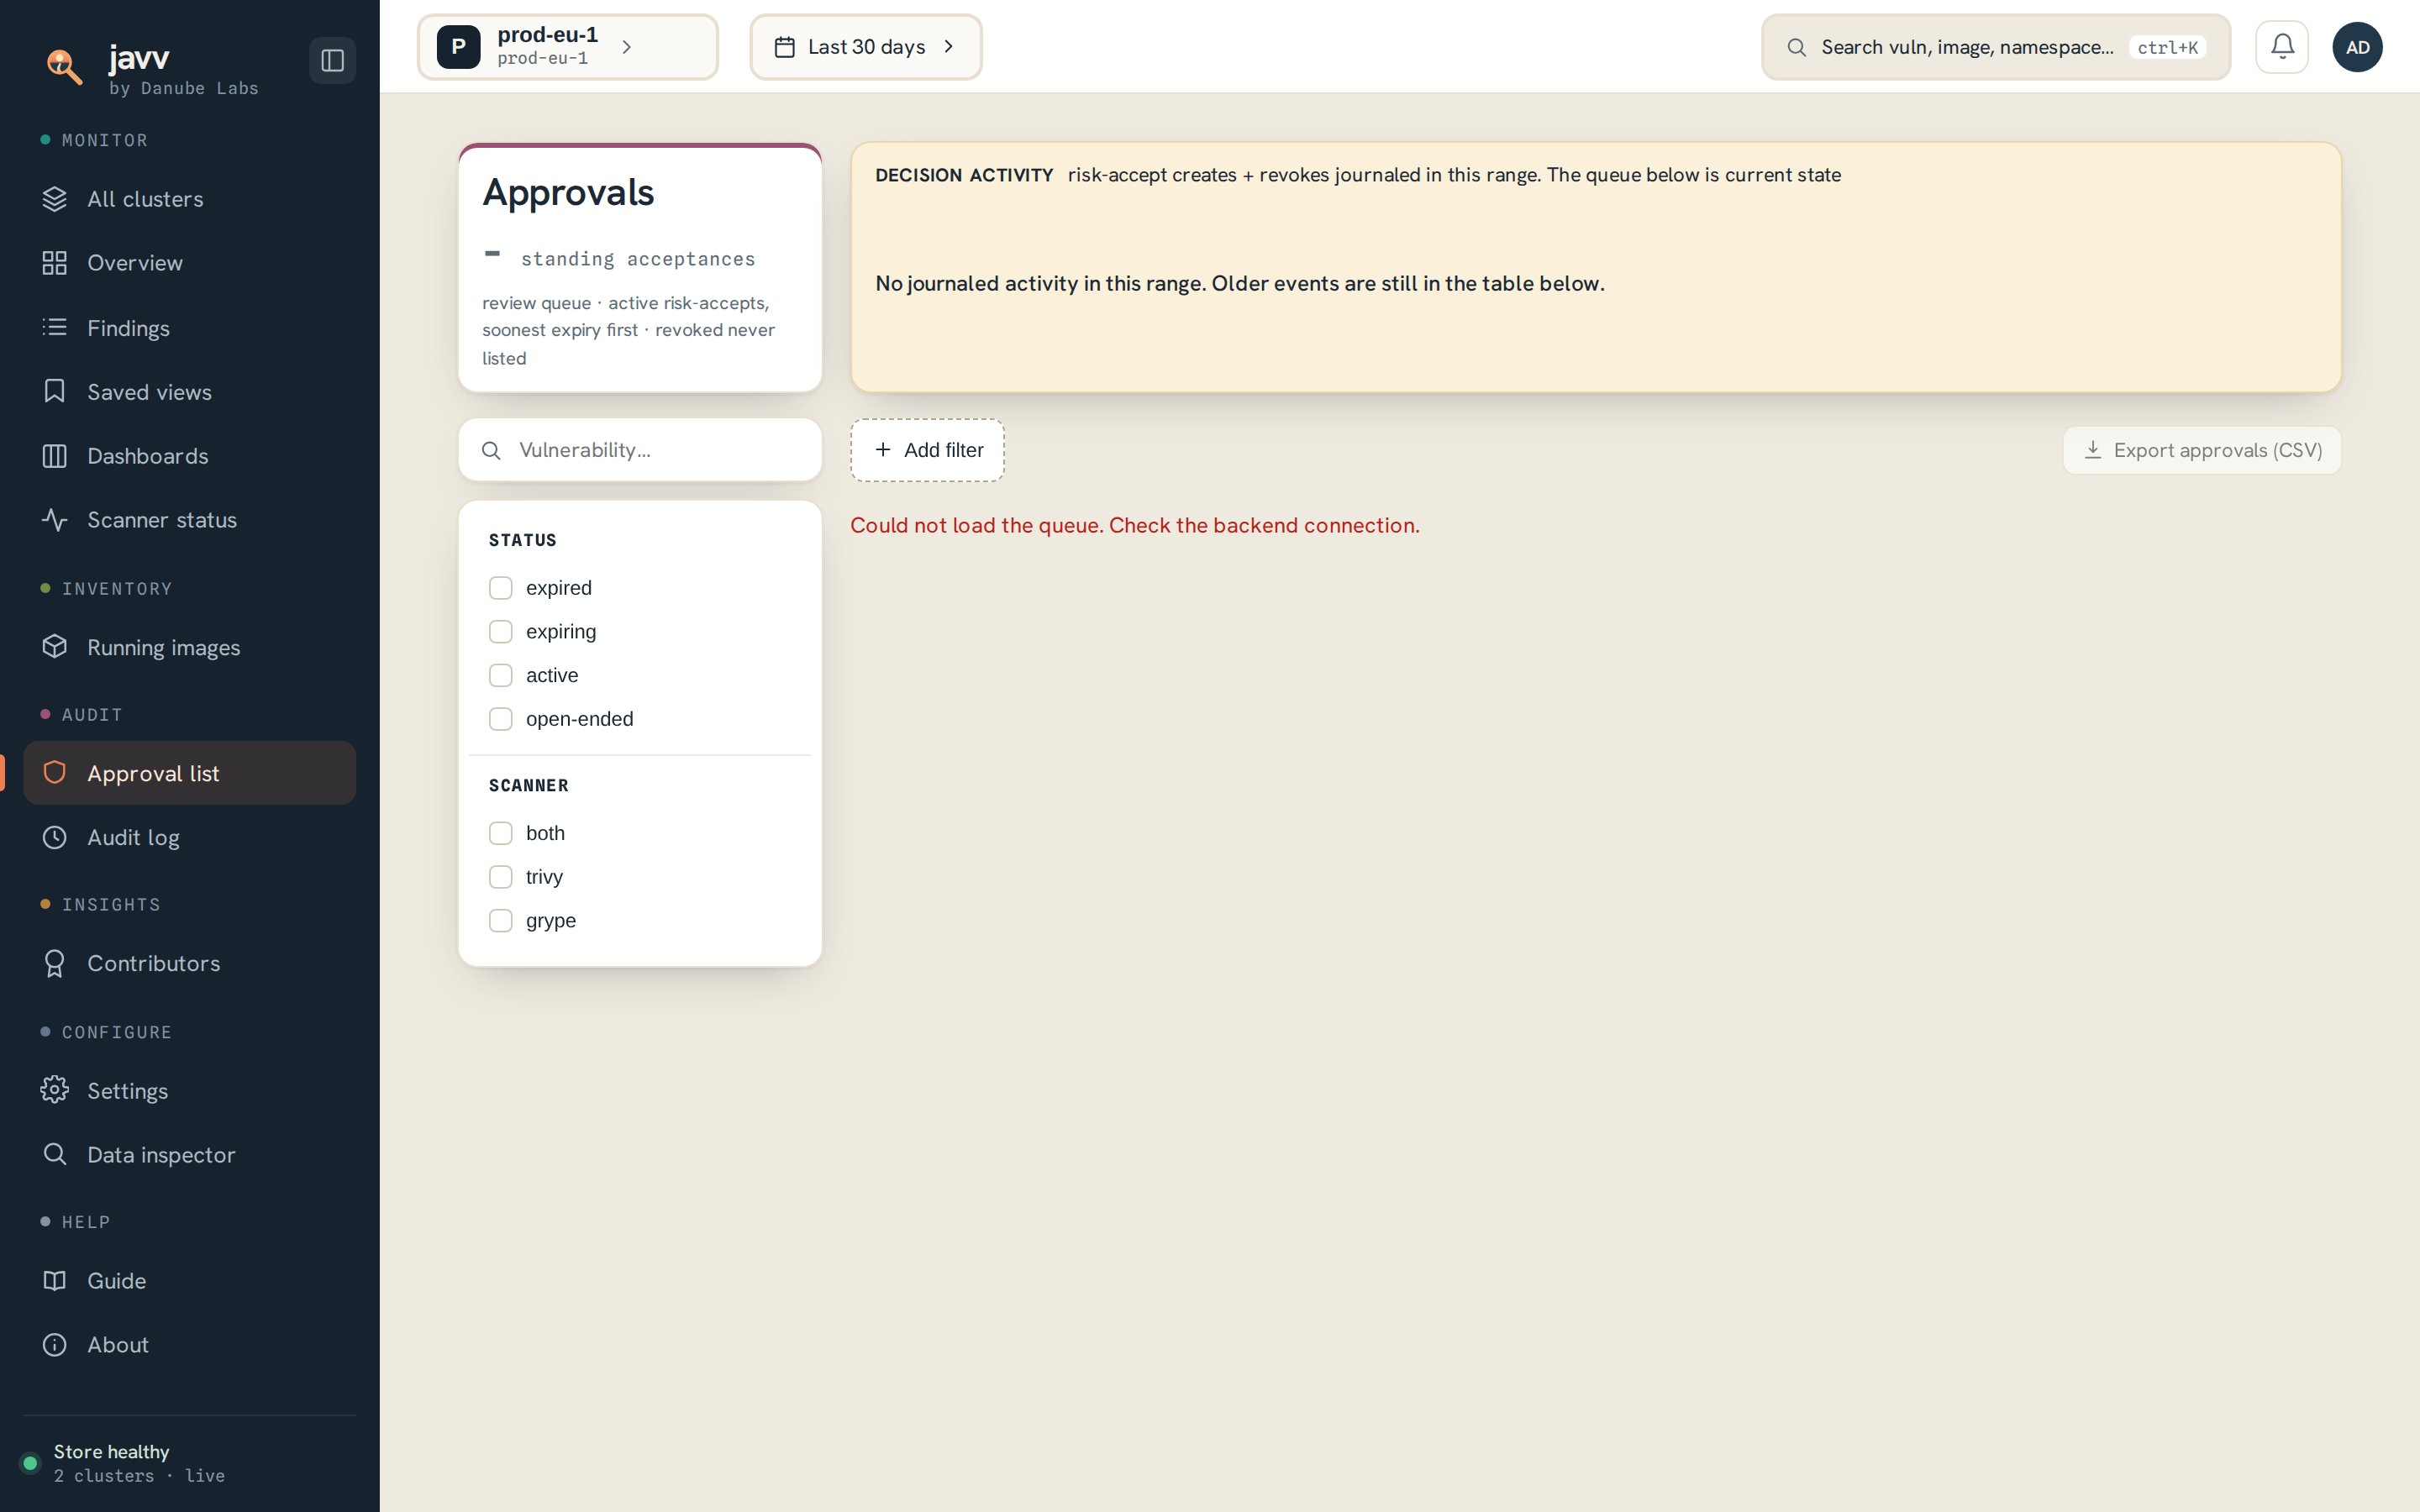 javv
by Danube Labs
MONITOR
All clusters
Overview
Findings
Saved views
Dashboards
Scanner status
INVENTORY
Running images
AUDIT
Approval list
Audit log
INSIGHTS
Contributors
CONFIGURE
Settings
Data inspector
HELP
Guide
About
Store healthy
2 clusters · live
P
prod-eu-1
prod-eu-1
Last 30 days
Search vuln, image, namespace...
ctrl+K
AD
Approvals
- standing acceptances
review queue · active risk-accepts,
soonest expiry first · revoked never
listed
DECISION ACTIVITY risk-accept creates + revokes journaled in this range. The queue below is current state
No journaled activity in this range. Older events are still in the table below.
Vulnerability...
Add filter
Export approvals (CSV)
STATUS
expired
expiring
active
open-ended
SCANNER
both
trivy
grype
Could not load the queue. Check the backend connection.